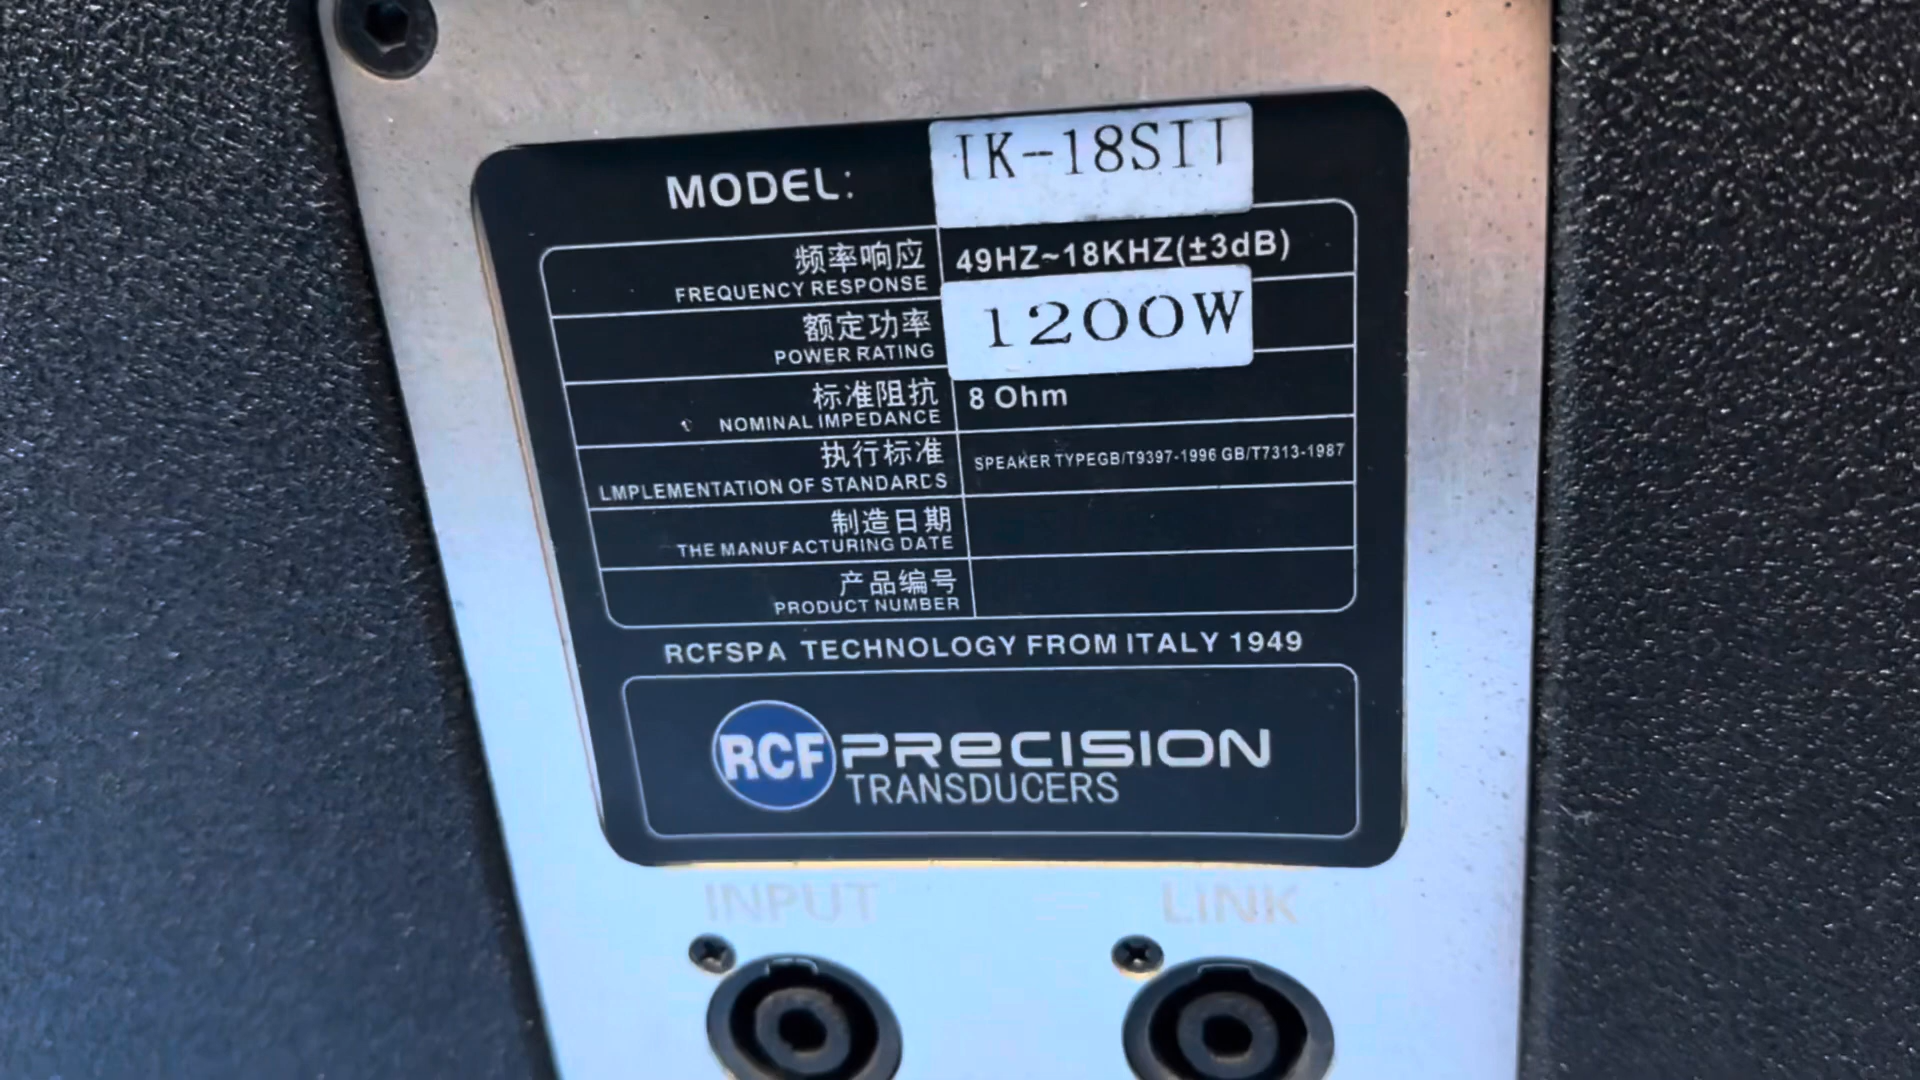 MODEL: TK-18SII
频率响应 49HZ~18KHZ(±3dB)
FREQUENCY RESPONSE
额定功率 1200W
POWER RATING
标准阻抗 8 Ohm
NOMINAL IMPEDANCE
执行标准 SPEAKER TYPEGB/T9397-1996 GB/T7313-1987
LMPLEMENTATION OF STANDARDS
制造日期
THE MANUFACTURING DATE
产品编号
PRODUCT NUMBER
RCFSPA TECHNOLOGY FROM ITALY 1949
RCF PRECISION
TRANSDUCERS
INPUT LINK